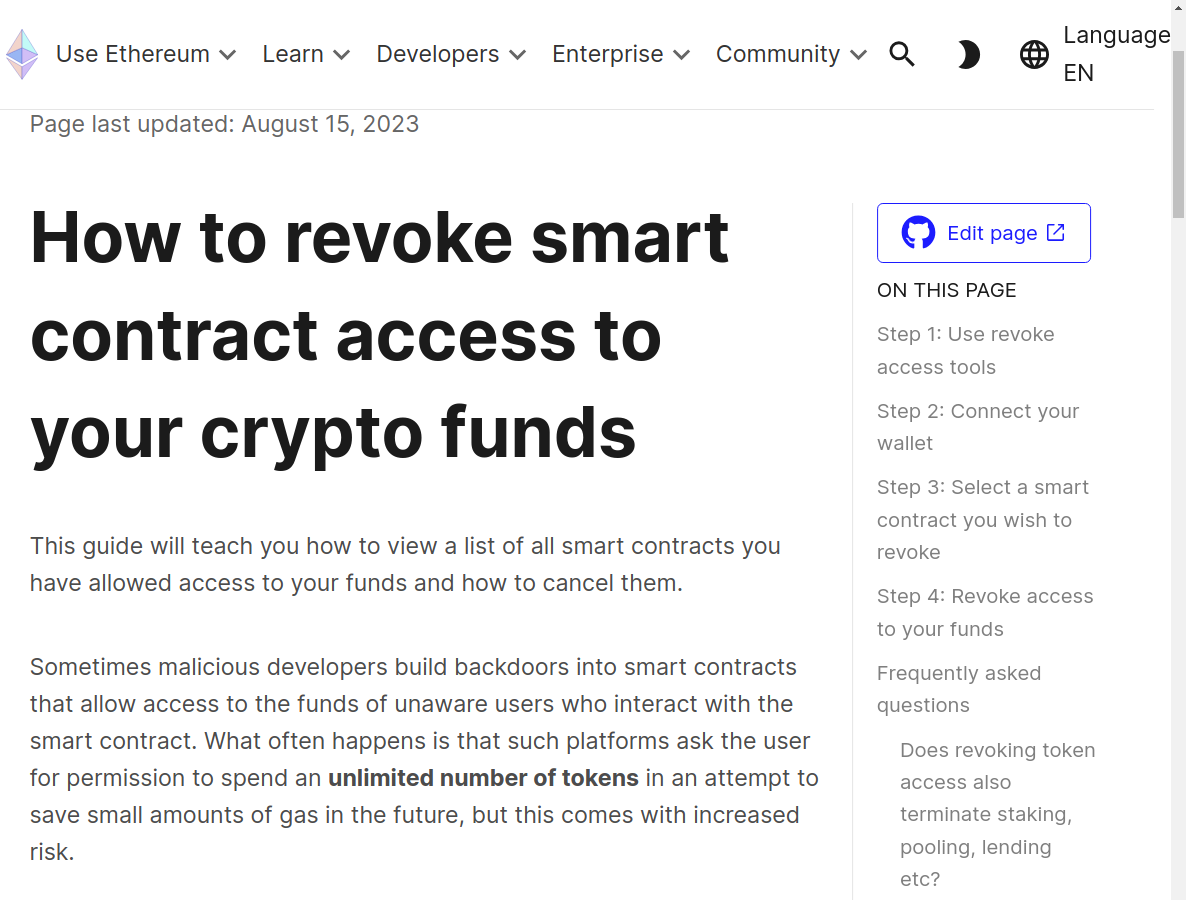 Use Ethereum Learn Developers Enterprise Community Language
EN
Page last updated: August 15, 2023
How to revoke smart
contract access to
your crypto funds
This guide will teach you how to view a list of all smart contracts you
have allowed access to your funds and how to cancel them.
Sometimes malicious developers build backdoors into smart contracts
that allow access to the funds of unaware users who interact with the
smart contract. What often happens is that such platforms ask the user
for permission to spend an unlimited number of tokens in an attempt to
save small amounts of gas in the future, but this comes with increased
risk.
Edit page
ON THIS PAGE
Step 1: Use revoke
access tools
Step 2: Connect your
wallet
Step 3: Select a smart
contract you wish to
revoke
Step 4: Revoke access
to your funds
Frequently asked
questions
Does revoking token
access also
terminate staking,
pooling, lending
etc?